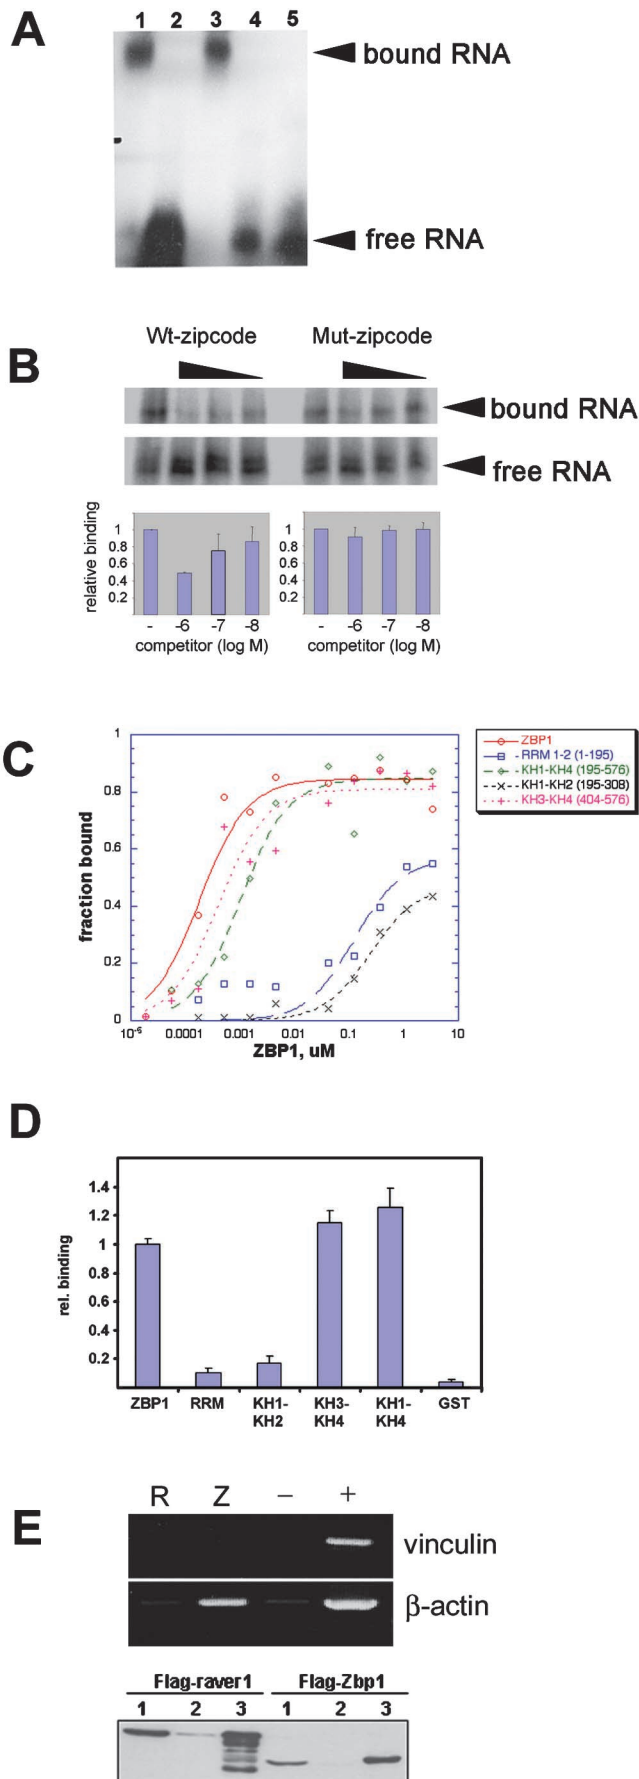 A
1 2 3 4 5
bound RNA
free RNA
B
Wt-zipcode Mut-zipcode
bound RNA
free RNA
relative binding
1 1
0.8 0.8
0.6 0.6
0.4 0.4
0.2 0.2
- -6 -7 -8 - -6 -7 -8
competitor (log M) competitor (log M)
C
fraction bound
1
0.8
0.6
0.4
0.2
0
10⁻⁵ 0.0001 0.001 0.01 0.1 1 10
ZBP1, uM
ZBP1
RRM 1-2 (1-195)
KH1-KH4 (195-576)
KH1-KH2 (195-308)
KH3-KH4 (404-576)
D
rel. binding
1.4
1.2
1
0.8
0.6
0.4
0.2
ZBP1 RRM KH1- KH3- KH1- GST
KH2 KH4 KH4
E
R Z – +
vinculin
β-actin
Flag-raver1 Flag-Zbp1
1 2 3 1 2 3